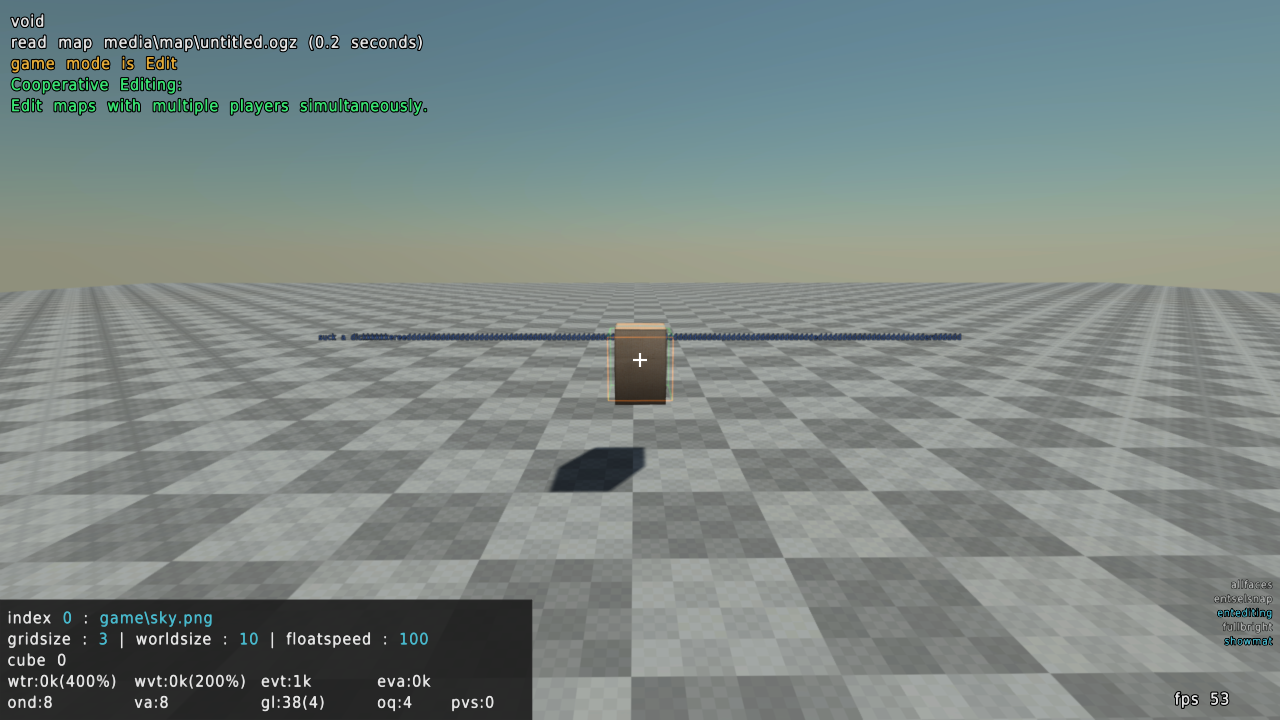 void
read map media\map\untitled.ogz (0.2 seconds)
game mode is Edit
Cooperative Editing:
Edit maps with multiple players simultaneously.
allfaces
entselsnap
entediting
fullbright
showmat
index 0 : game\sky.png
gridsize : 3 | worldsize : 10 | floatspeed : 100
cube 0
wtr:0k(400%) wvt:0k(200%) evt:1k eva:0k
ond:8 va:8 gl:38(4) oq:4 pvs:0
fps 53